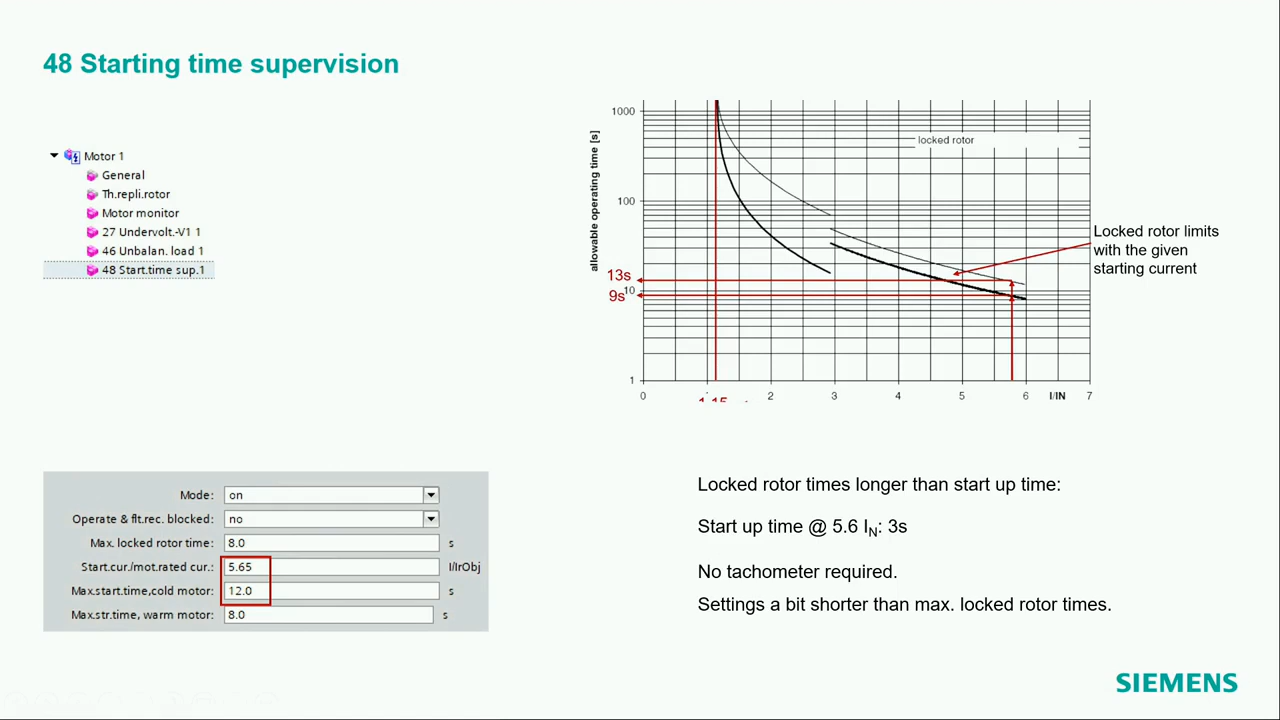 48 Starting time supervision
Motor 1
General
Th.repli.rotor
Motor monitor
27 Undervolt.-V1 1
46 Unbalan. load 1
48 Start.time sup.1
allowable operating time [s]
1000
100
10
1
13s
9s
locked rotor
0
2
3
4
5
6
I/IN
7
Locked rotor limits
with the given
starting current
Mode: on
Operate & flt.rec. blocked: no
Max. locked rotor time: 8.0 s
Start.cur./mot.rated cur.: 5.65 I/IrObj
Max.start.time,cold motor: 12.0 s
Max.str.time, warm motor: 8.0 s
Locked rotor times longer than start up time:
Start up time @ 5.6 IN: 3s
No tachometer required.
Settings a bit shorter than max. locked rotor times.
SIEMENS